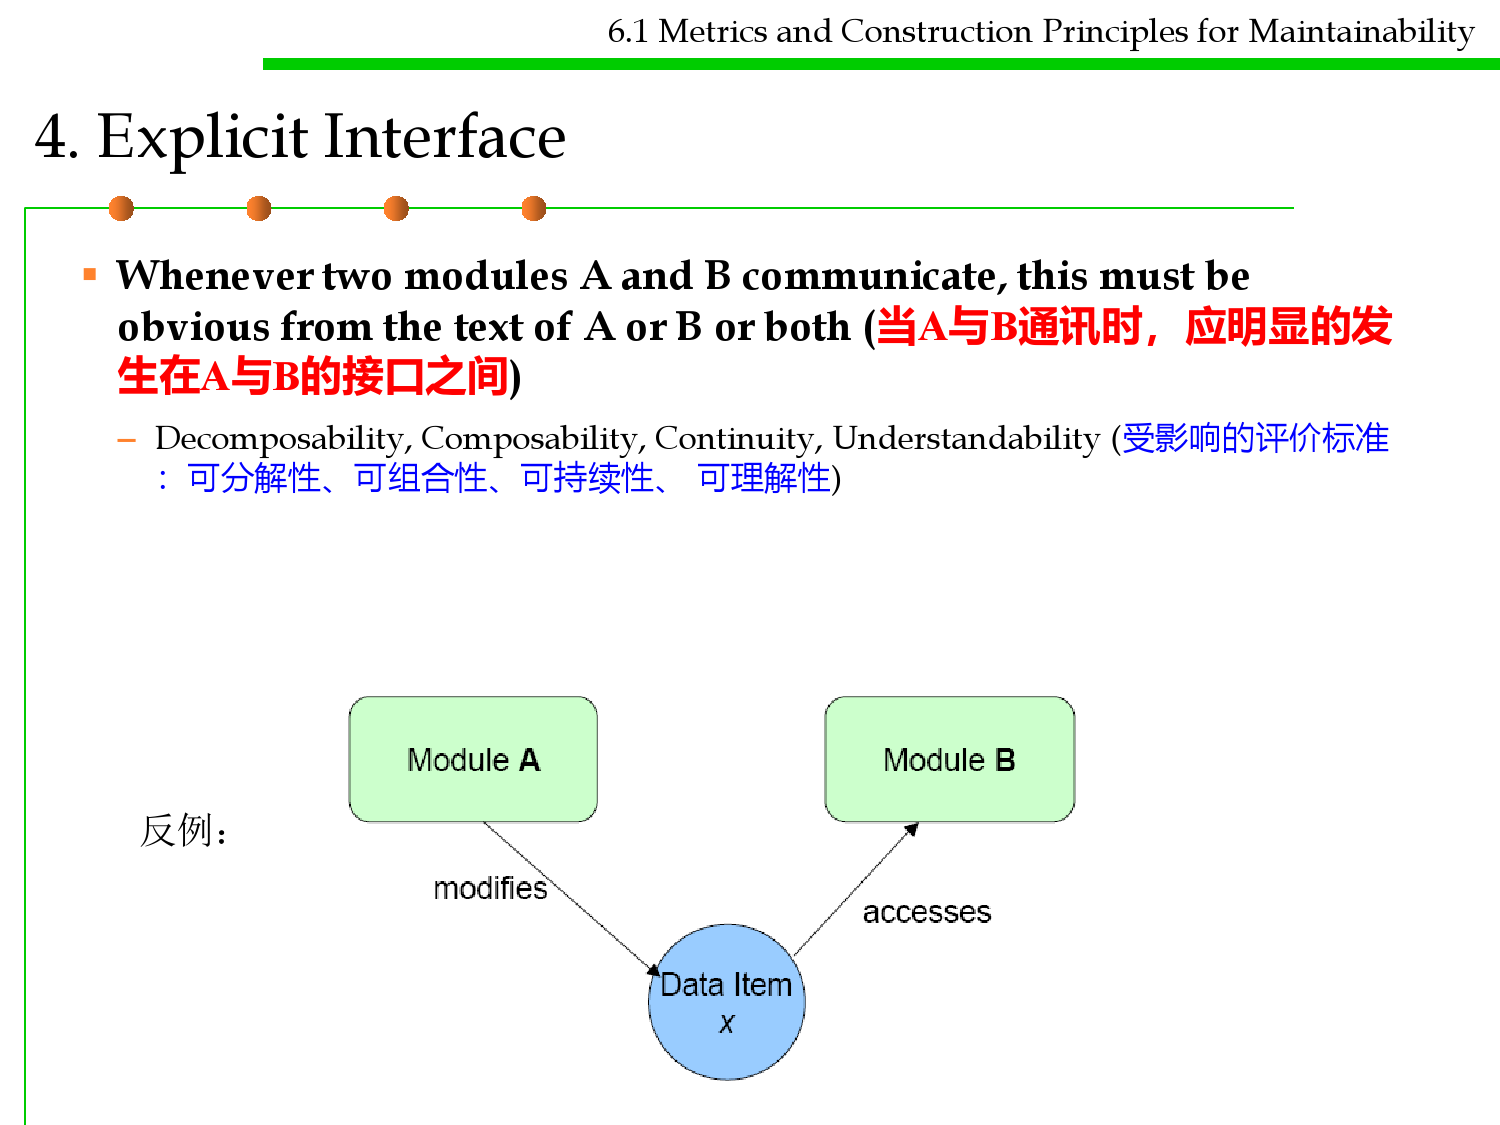 6.1 Metrics and Construction Principles for Maintainability
4. Explicit Interface
Whenever two modules A and B communicate, this must be
obvious from the text of A or B or both (当A与B通讯时，应明显的发
生在A与B的接口之间)
– Decomposability, Composability, Continuity, Understandability (受影响的评价标准
：可分解性、可组合性、可持续性、 可理解性)
Module A
Module B
反例：
modifies
accesses
Data Item
x